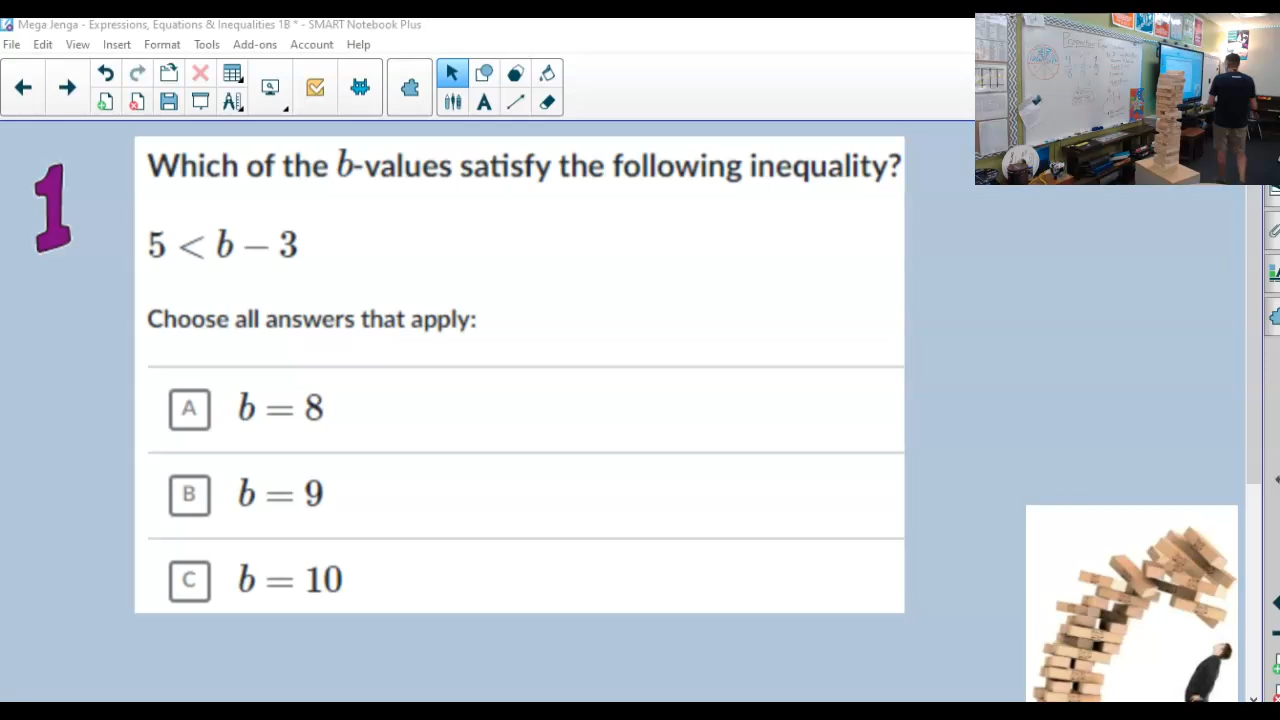 Mega Jenga - Expressions, Equations & Inequalities 1B * - SMART Notebook Plus
File Edit View Insert Format Tools Add-ons Account Help
1
Which of the b-values satisfy the following inequality?
5 < b − 3
Choose all answers that apply:
A b = 8
B b = 9
C b = 10